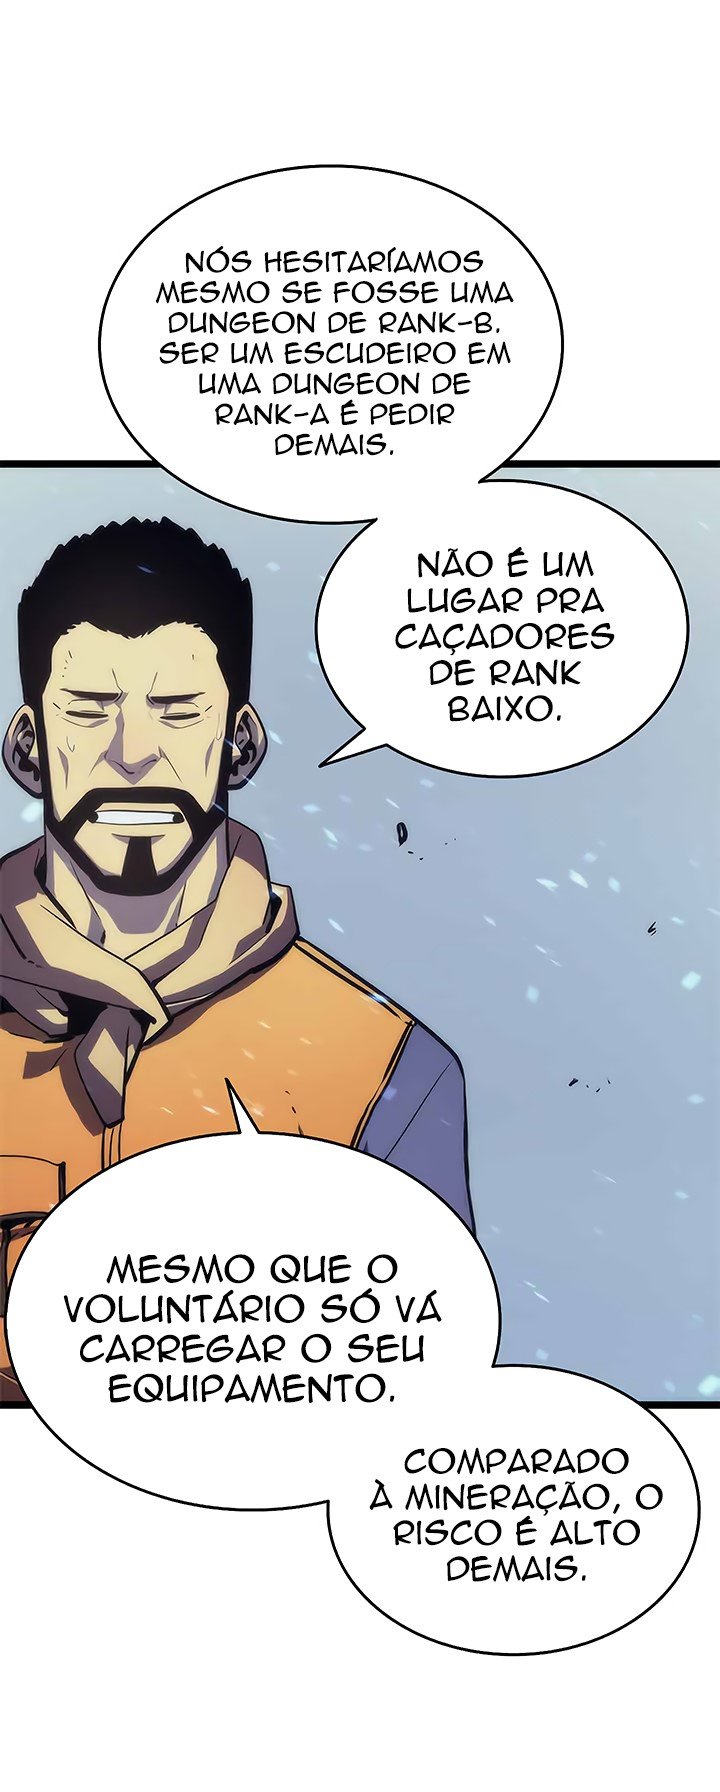 NÓS HESITARÍAMOS
MESMO SE FOSSE UMA
DUNGEON DE RANK-B.
SER UM ESCUDEIRO EM
UMA DUNGEON DE
RANK-A É PEDIR
DEMAIS.
NÃO É UM
LUGAR PRA
CAÇADORES
DE RANK
BAIXO.
MESMO QUE O
VOLUNTÁRIO SÓ VÁ
CARREGAR O SEU
EQUIPAMENTO.
COMPARADO
À MINERAÇÃO, O
RISCO É ALTO
DEMAIS.